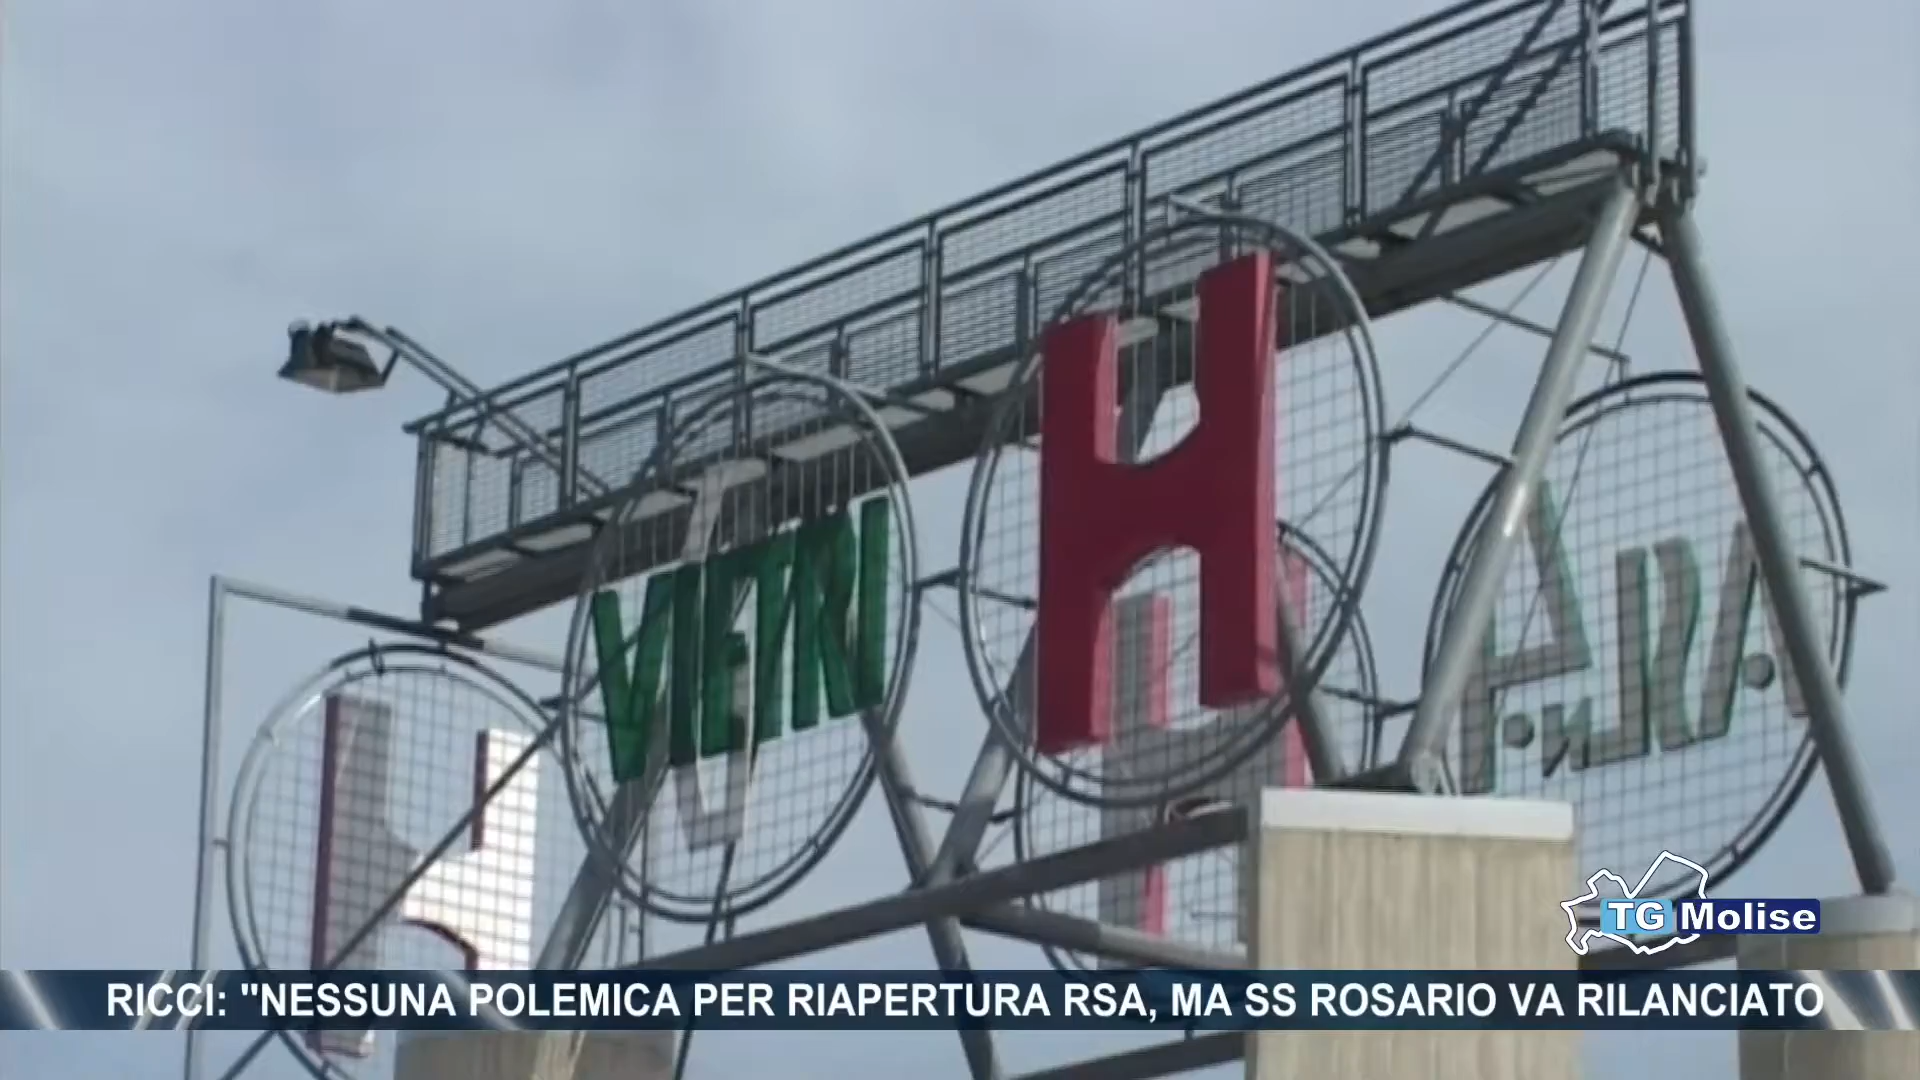 H
VIETRI
TG Molise
RICCI: "NESSUNA POLEMICA PER RIAPERTURA RSA, MA SS ROSARIO VA RILANCIATO